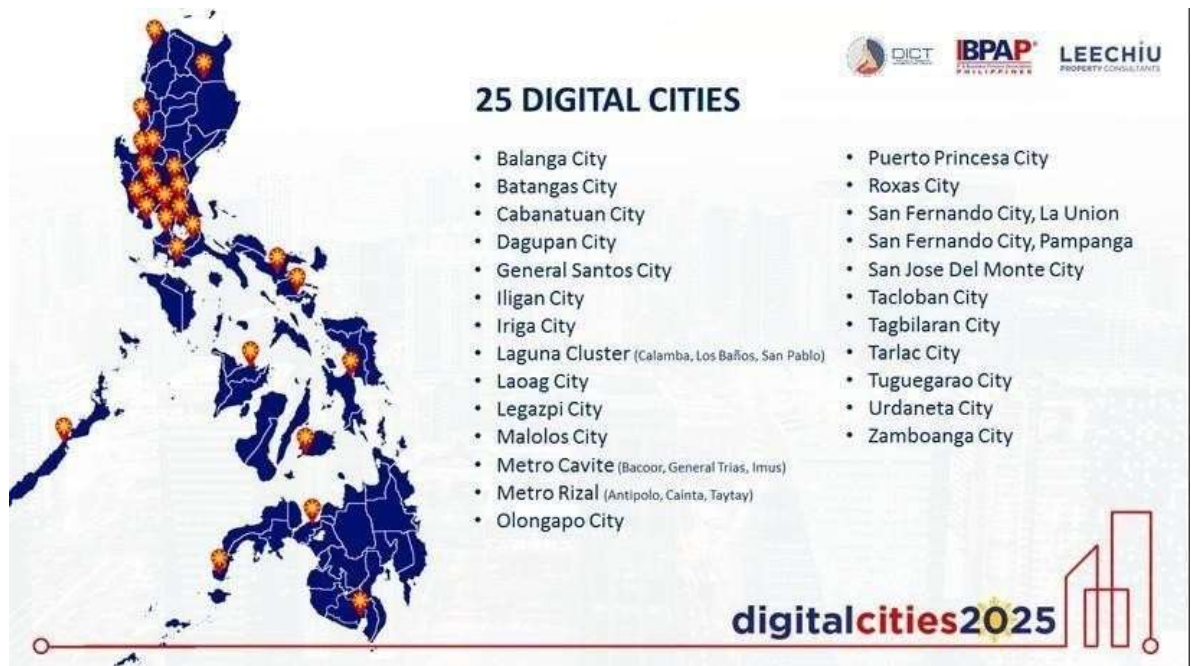 DICT
IBPAP
PHILIPPINES
LEECHIU
PROPERTY CONSULTANTS
25 DIGITAL CITIES
• Balanga City
• Batangas City
• Cabanatuan City
• Dagupan City
• General Santos City
• Iligan City
• Iriga City
• Laguna Cluster (Calamba, Los Baños, San Pablo)
• Laoag City
• Legazpi City
• Malolos City
• Metro Cavite (Bacoor, General Trias, Imus)
• Metro Rizal (Antipolo, Cainta, Taytay)
• Olongapo City
• Puerto Princesa City
• Roxas City
• San Fernando City, La Union
• San Fernando City, Pampanga
• San Jose Del Monte City
• Tacloban City
• Tagbilaran City
• Tarlac City
• Tuguegarao City
• Urdaneta City
• Zamboanga City
digitalcities2025